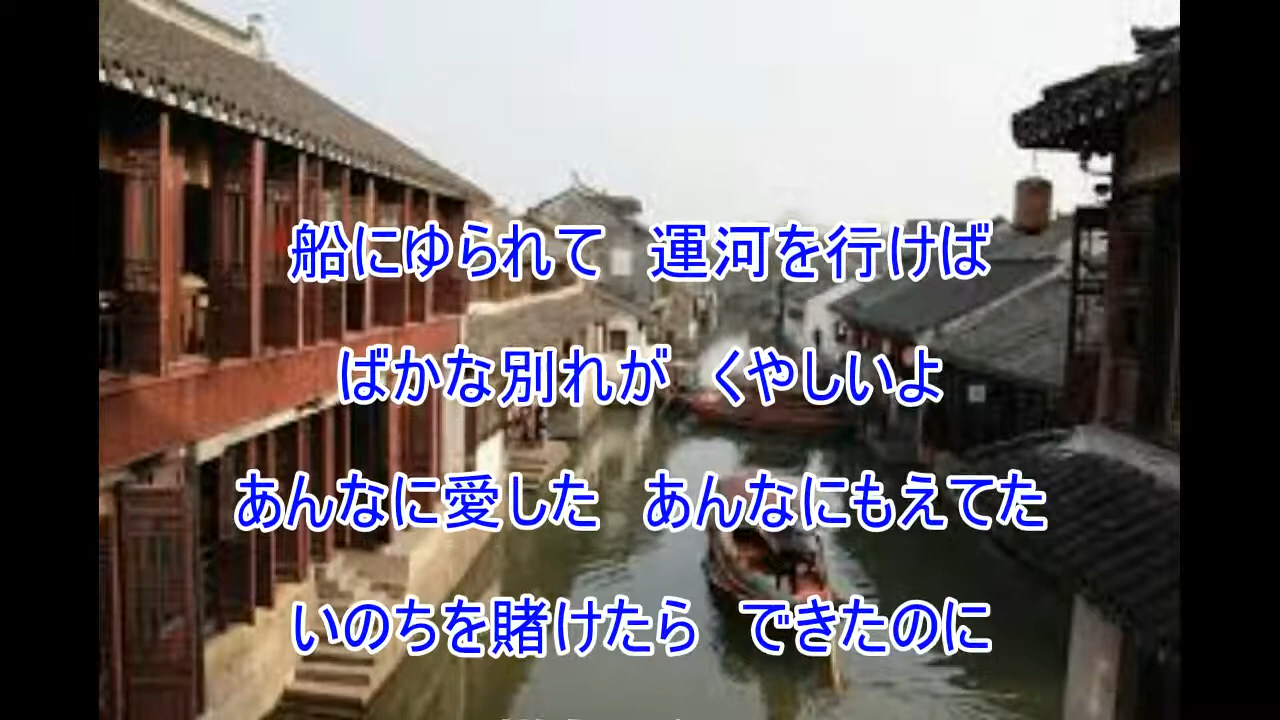 船にゆられて　運河を行けば
ばかな別れが　くやしいよ
あんなに愛した　あんなにもえてた
いのちを賭けたら　できたのに